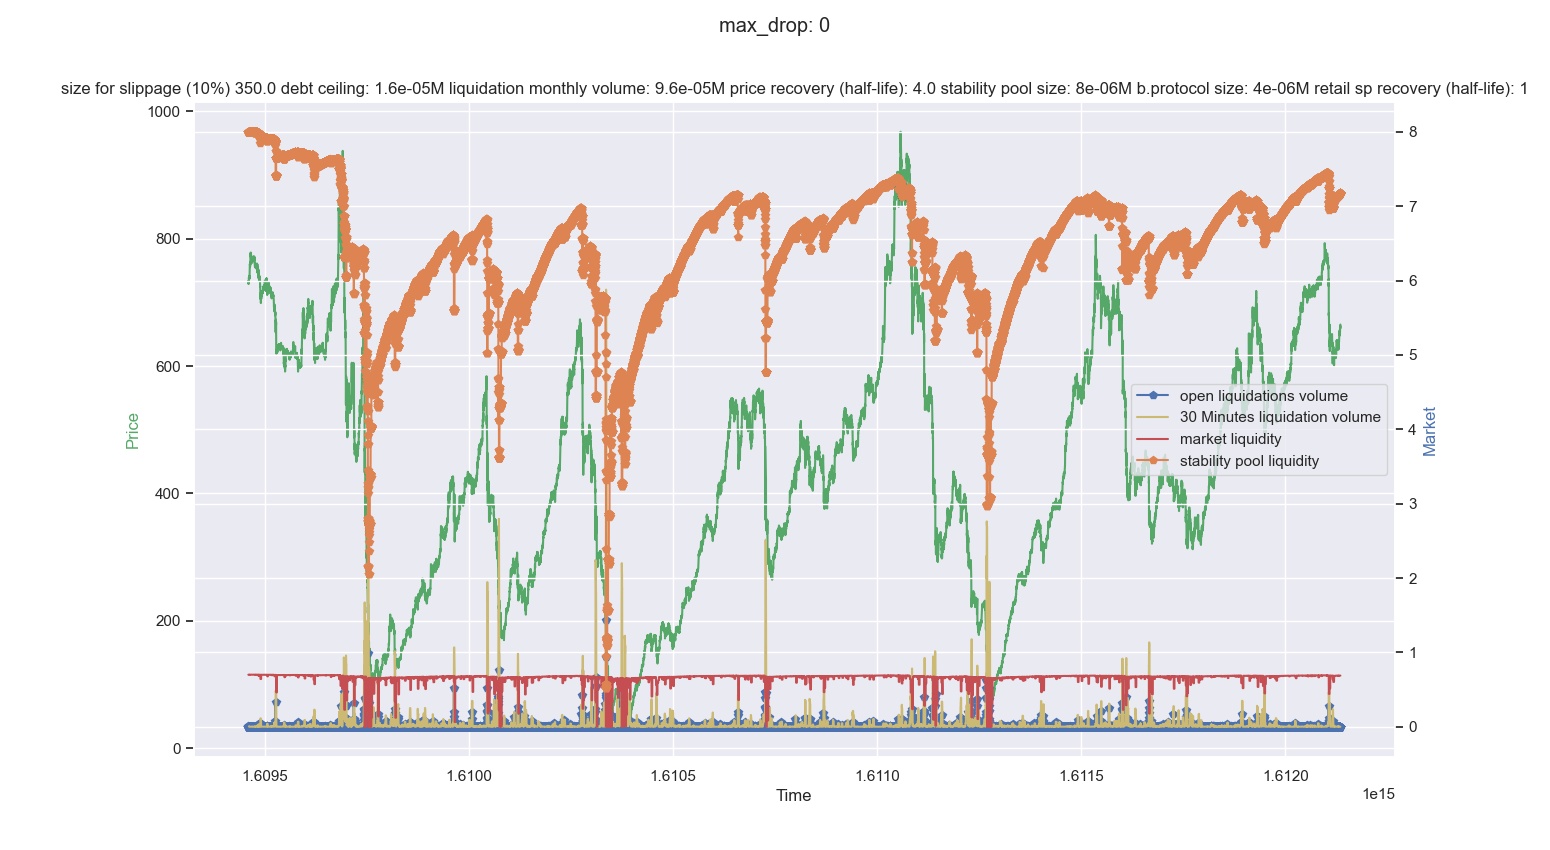 max_drop: 0
size for slippage (10%) 350.0 debt ceiling: 1.6e-05M liquidation monthly volume: 9.6e-05M price recovery (half-life): 4.0 stability pool size: 8e-06M b.protocol size: 4e-06M retail sp recovery (half-life): 1
1000
800
600
400
200
0
Price
8
7
6
5
4
3
2
1
0
Market
open liquidations volume
30 Minutes liquidation volume
market liquidity
stability pool liquidity
1.6095 1.6100 1.6105 1.6110 1.6115 1.6120
1e15
Time